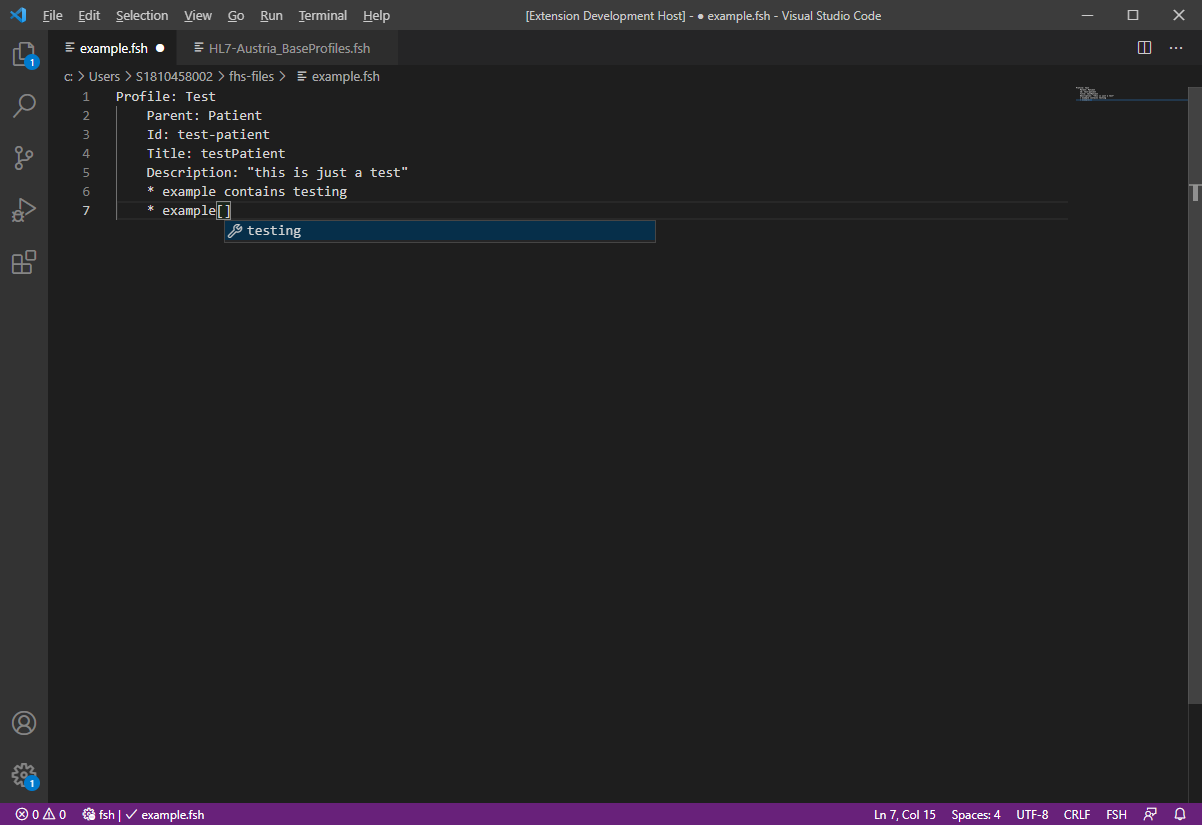 File Edit Selection View Go Run Terminal Help [Extension Development Host] - ● example.fsh - Visual Studio Code
example.fsh ● HL7-Austria_BaseProfiles.fsh
c: > Users > S1810458002 > fhs-files > example.fsh
1 Profile: Test
2 Parent: Patient
3 Id: test-patient
4 Title: testPatient
5 Description: "this is just a test"
6 * example contains testing
7 * example[]
testing
1
1
0 0 fsh | ✓ example.fsh Ln 7, Col 15 Spaces: 4 UTF-8 CRLF FSH